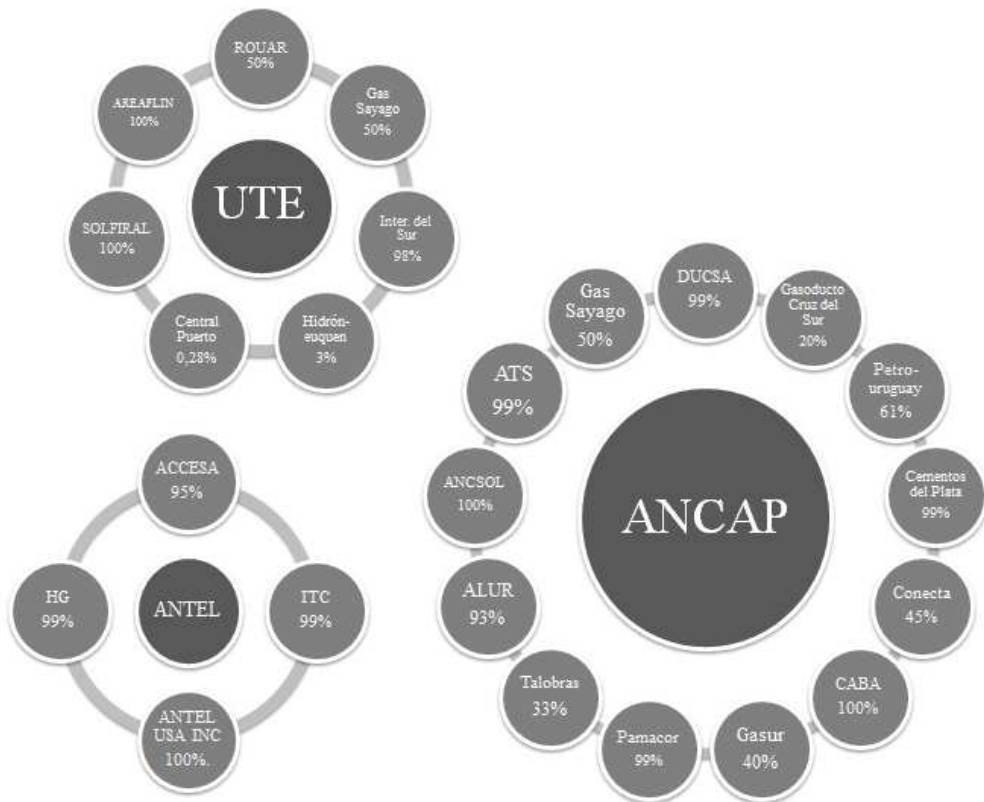 ROUAR
50%
Gas
Sayago
50%
Inter. del
Sur
98%
Hidrón-
euquen
3%
Central
Puerto
0,28%
SOLFIRAL
100%
AREAFLIN
100%
UTE
ACCESA
95%
ITC
99%
ANTEL
USA INC
100%.
HG
99%
ANTEL
DUCSA
99%
Gasoducto
Cruz del
Sur
20%
Petro-
uruguay
61%
Cementos
del Plata
99%
Conecta
45%
CABA
100%
Gasur
40%
Pamacor
99%
Talobras
33%
ALUR
93%
ANCSOL
100%
ATS
99%
Gas
Sayago
50%
ANCAP